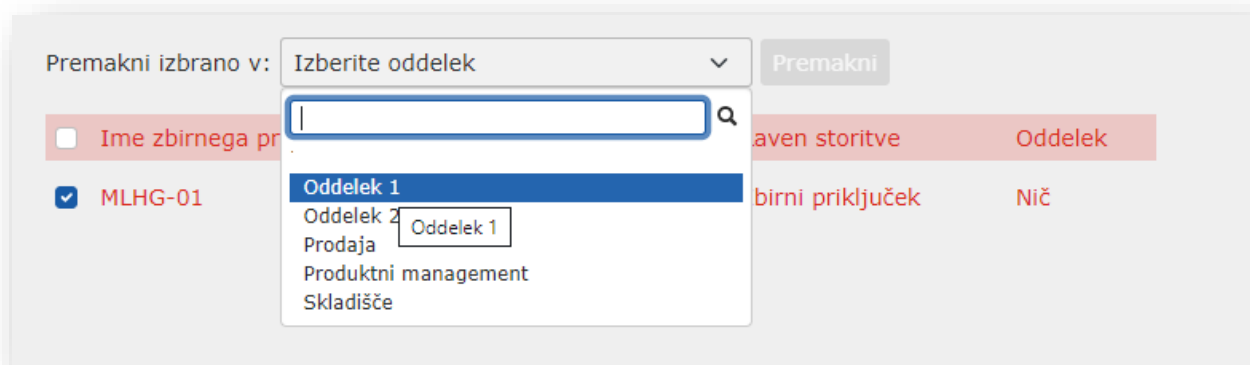 Premakni izbrano v: Izberite oddelek Premakni
Ime zbirnega pr aven storitve Oddelek
Oddelek 1
MLHG-01 birni priključek Nič
Oddelek 2
Oddelek 1
Prodaja
Produktni management
Skladišče